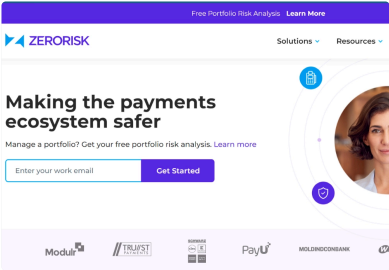 Free Portfolio Risk Analysis Learn More
ZERORISK
Solutions
Resources
Making the payments
ecosystem safer
Manage a portfolio? Get your free portfolio risk analysis. Learn more
Enter your work email
Get Started
Modulr
TRUST
PAYMENTS
PayU
MOLDINDCONBANK